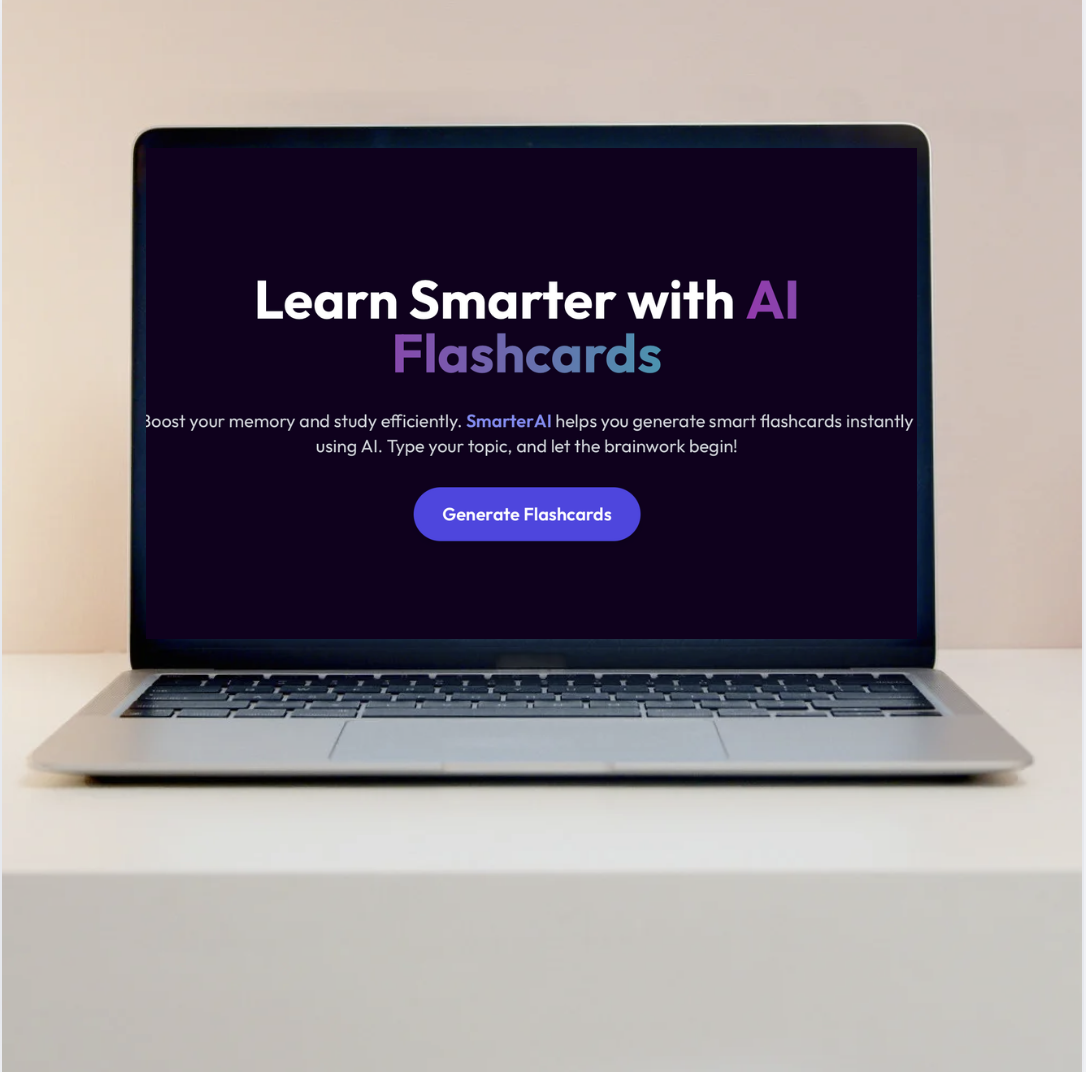 Learn Smarter with AI
Flashcards
Boost your memory and study efficiently. SmarterAI helps you generate smart flashcards instantly
using AI. Type your topic, and let the brainwork begin!
Generate Flashcards